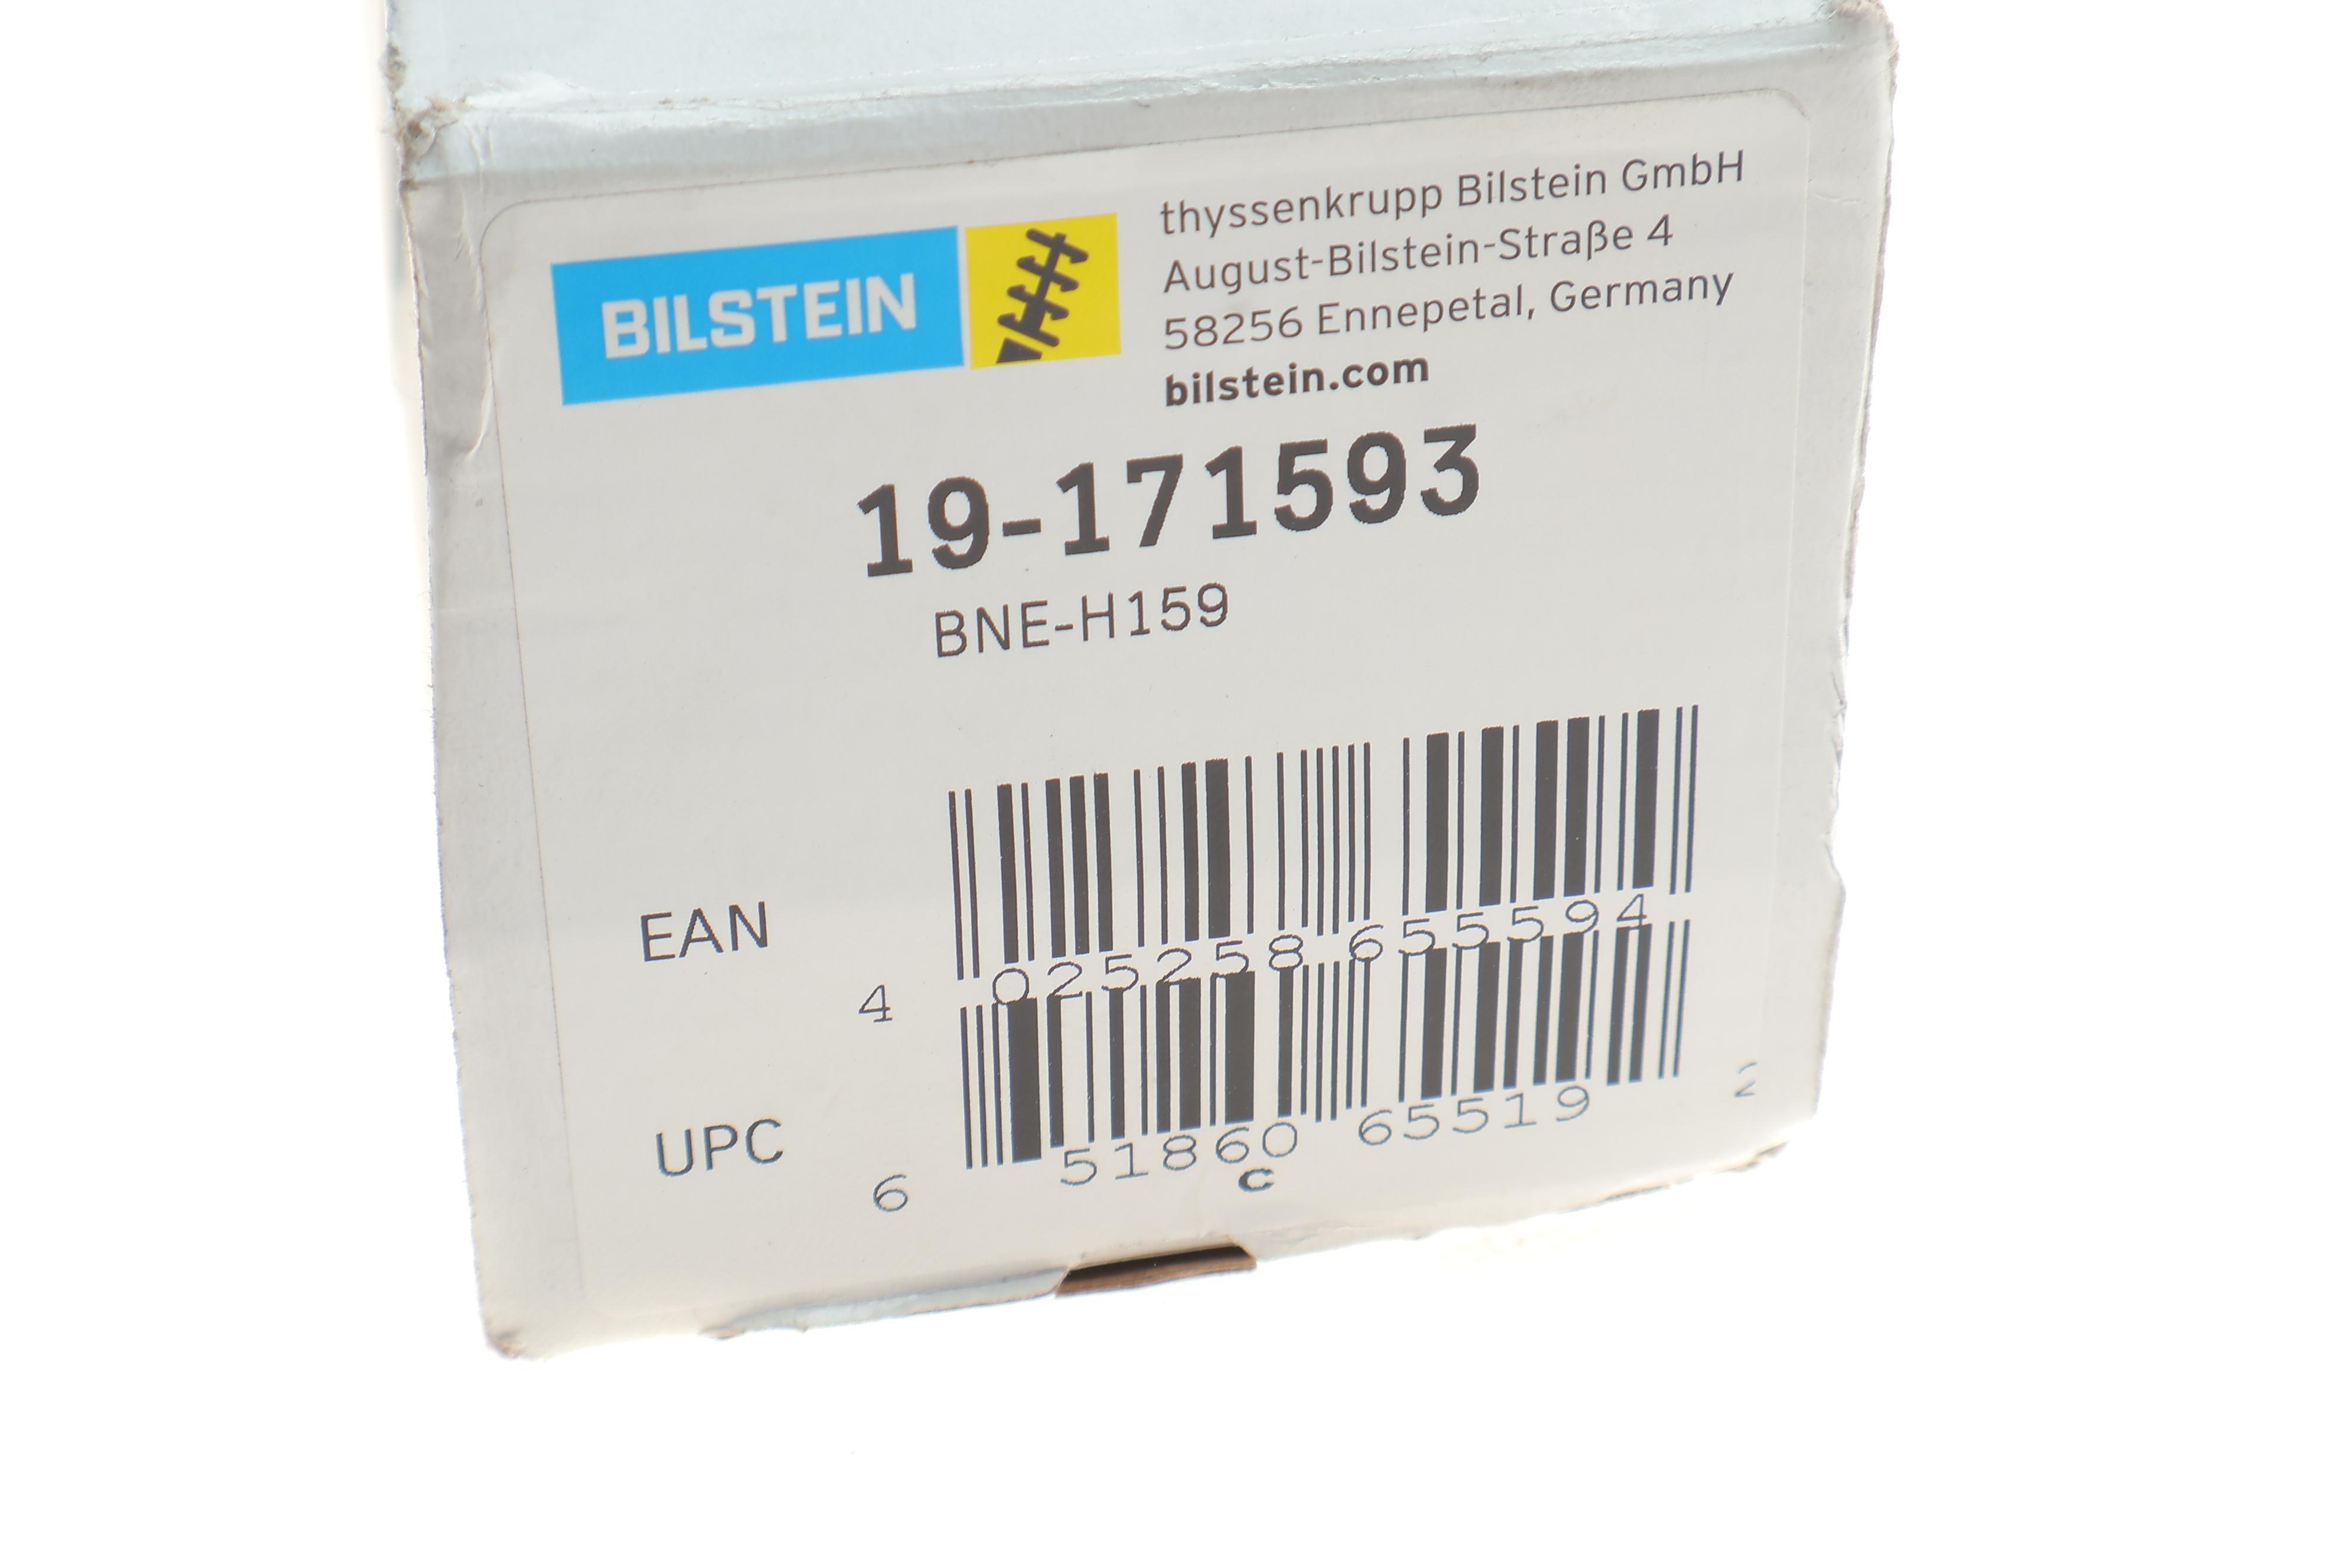 BILSTEIN
thyssenkrupp Bilstein GmbH
August-Bilstein-Straße 4
58256 Ennepetal, Germany
bilstein.com
19-171593
BNE-H159
EAN
4 025258 655594
UPC
6 51860 65519 2
C